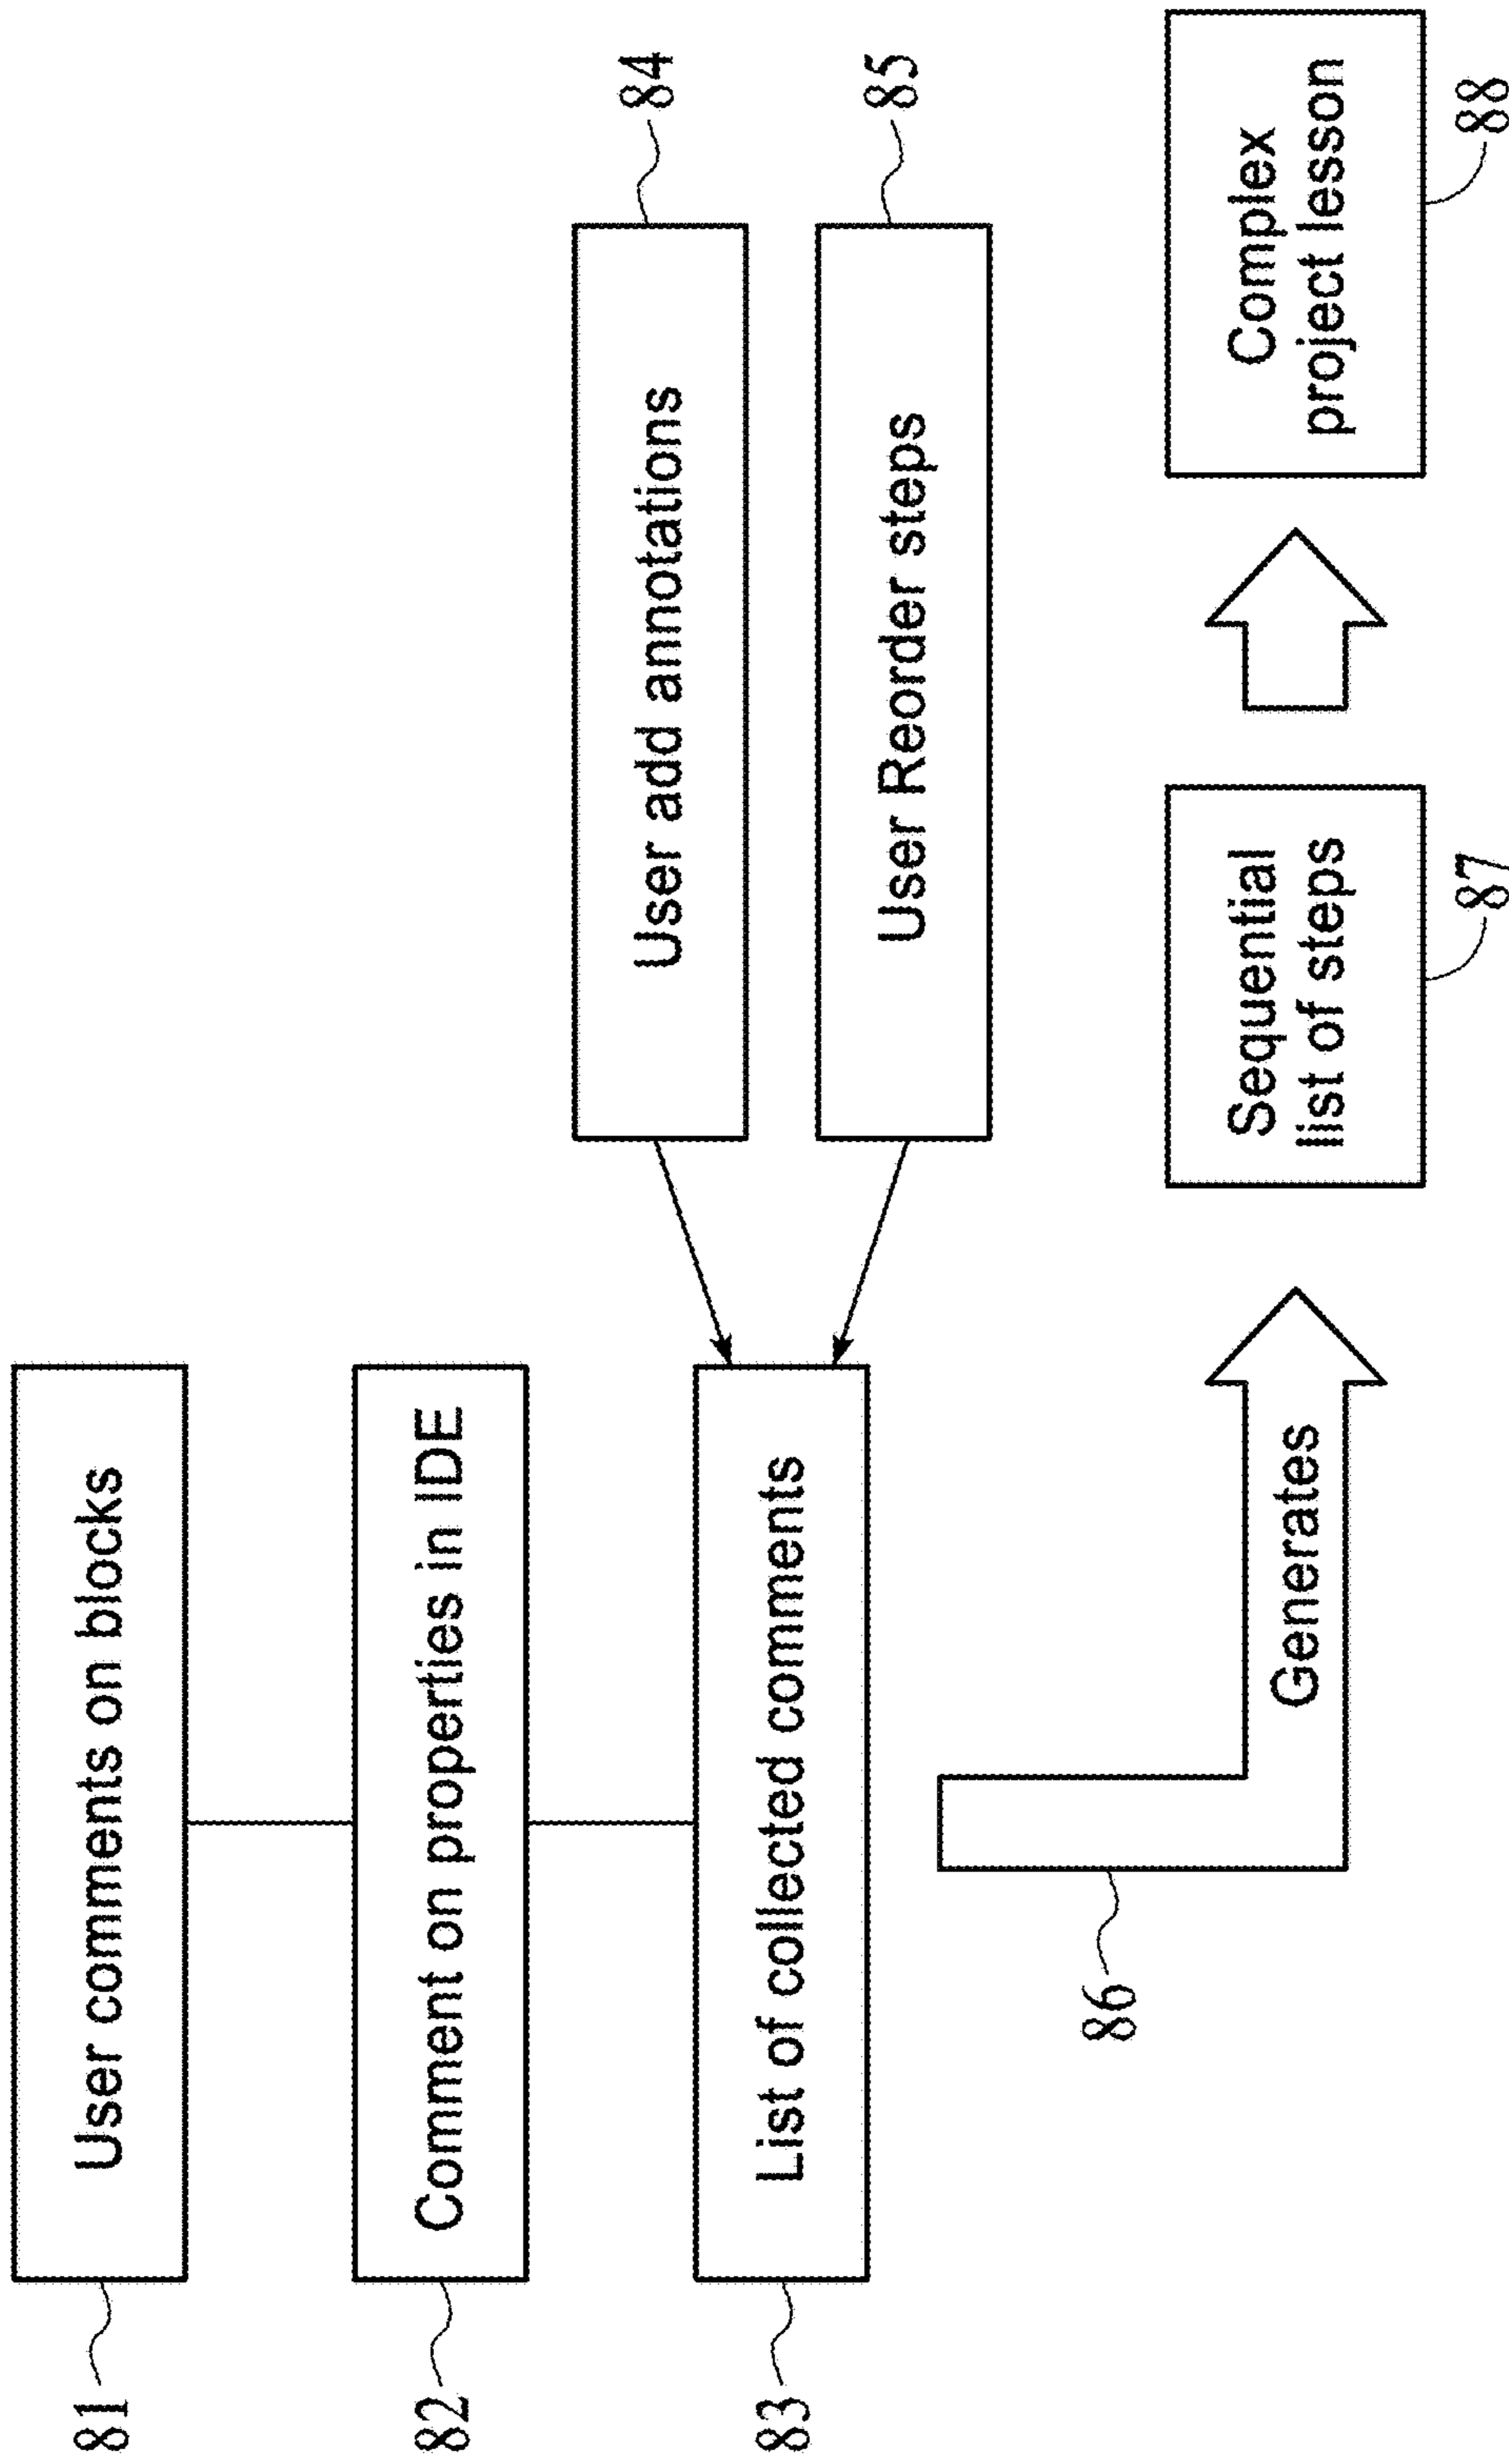 81
User comments on blocks
82
Comment on properties in IDE
83
List of collected comments
User add annotations
84
User Reorder steps
85
86
Generates
Sequential
list of steps
87
Complex
project lesson
88